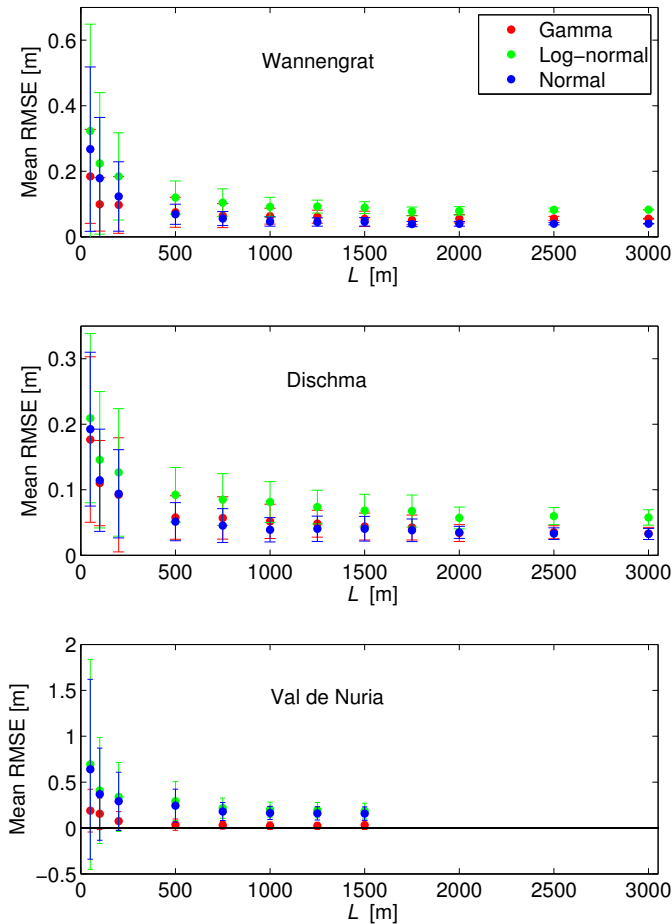 Gamma
Log-normal
Normal
Wannengrat
Mean RMSE [m]
0.6
0.4
0.2
0
0 500 1000 1500 2000 2500 3000
L [m]
Dischma
Mean RMSE [m]
0.3
0.2
0.1
0
0 500 1000 1500 2000 2500 3000
L [m]
Val de Nuria
Mean RMSE [m]
2
1.5
1
0.5
0
−0.5
0 500 1000 1500 2000 2500 3000
L [m]